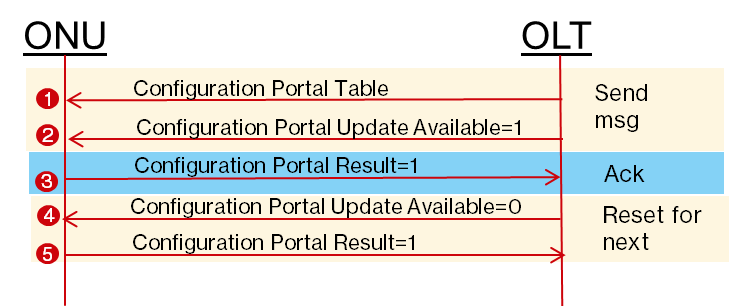 ONU
OLT
1
Configuration Portal Table
Send
msg
2
Configuration Portal Update Available=1
3
Configuration Portal Result=1
Ack
4
Configuration Portal Update Available=0
Reset for
next
5
Configuration Portal Result=1